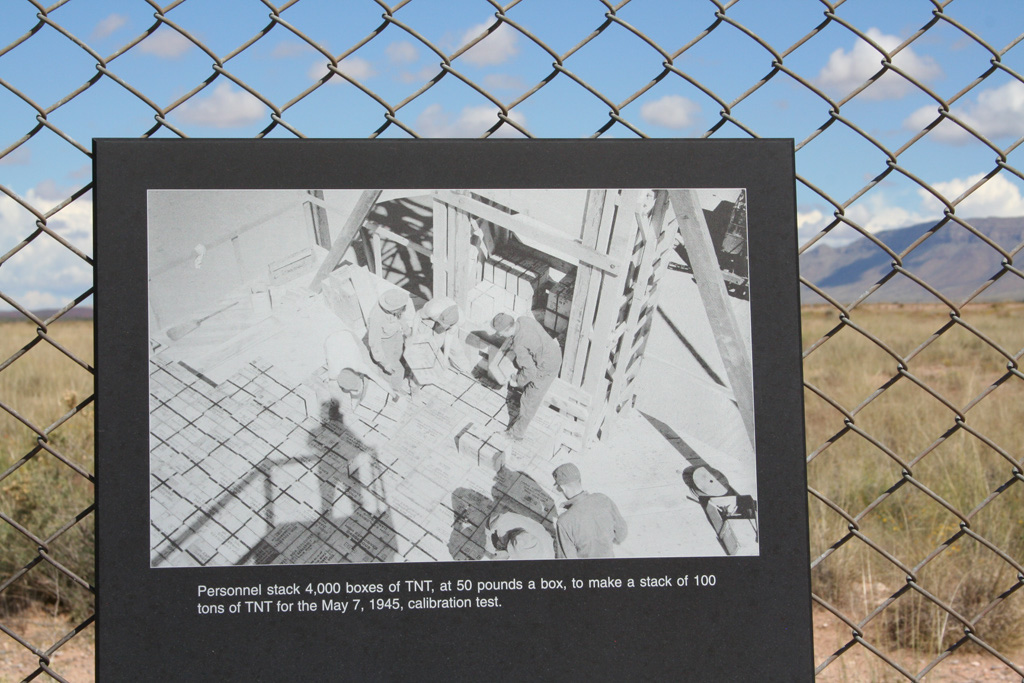 Personnel stack 4,000 boxes of TNT, at 50 pounds a box, to make a stack of 100
tons of TNT for the May 7, 1945, calibration test.